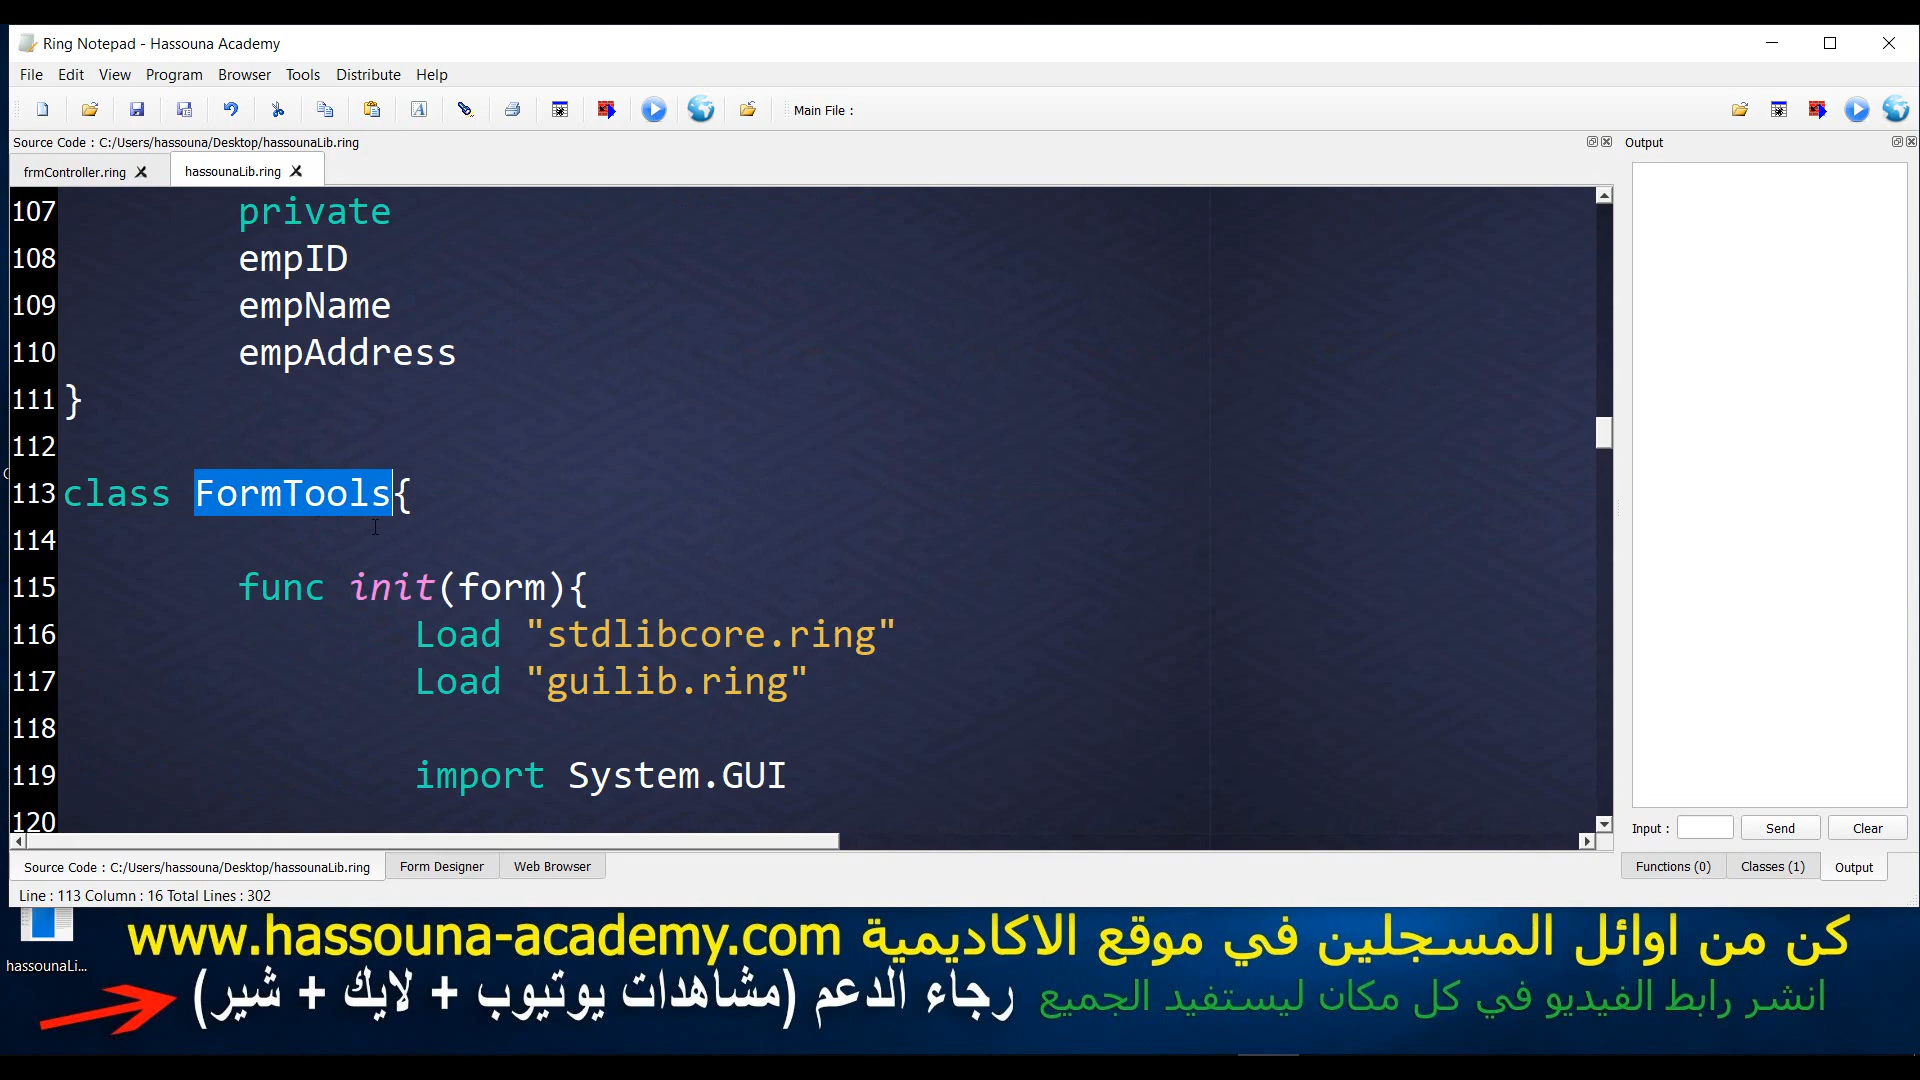 Ring Notepad - Hassouna Academy
File Edit View Program Browser Tools Distribute Help
Main File :
Source Code : C:/Users/hassouna/Desktop/hassounaLib.ring
Output
frmController.ring
hassounaLib.ring
107 private
108 empID
109 empName
110 empAddress
111 }
112
113 class FormTools{
114
115 func init(form){
116 Load "stdlibcore.ring"
117 Load "guilib.ring"
118
119 import System.GUI
120
Input : Send Clear
Source Code : C:/Users/hassouna/Desktop/hassounaLib.ring Form Designer Web Browser
Functions (0) Classes (1) Output
Line : 113 Column : 16 Total Lines : 302
كن من اوائل المسجلين في موقع الاكاديمية www.hassouna-academy.com
hassounaLi...
انشر رابط الفيديو في كل مكان ليستفيد الجميع رجاء الدعم (مشاهدات يوتيوب + لايك + شير)